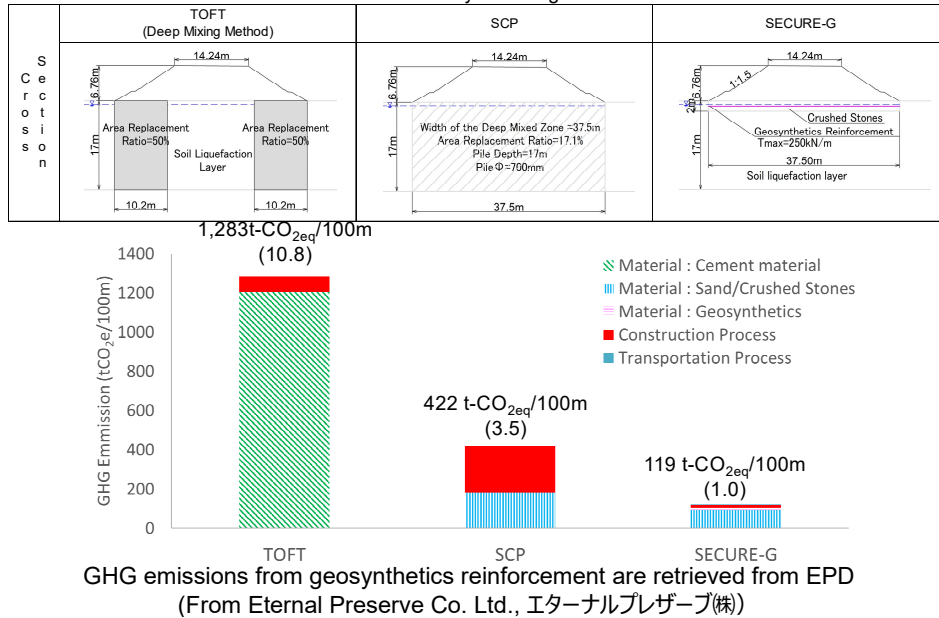 TOFT
(Deep Mixing Method)
SCP
SECURE-G
Cross Section
14.24m
6.76m
17m
Area Replacement
Ratio=50%
Soil Liquefaction
Layer
Area Replacement
Ratio=50%
10.2m
10.2m
14.24m
6.76m
17m
Width of the Deep Mixed Zone =37.5m
Area Replacement Ratio=17.1%
Pile Depth=17m
Pile Φ=700mm
37.5m
14.24m
1:1.5
6.76m
2m
17m
Crushed Stones
Geosynthetics Reinforcement
Tmax=250kN/m
37.50m
Soil liquefaction layer
1,283t-CO2eq/100m
(10.8)
GHG Emmission (tCO2e/100m)
1400
1200
1000
800
600
400
200
0
Material : Cement material
Material : Sand/Crushed Stones
Material : Geosynthetics
Construction Process
Transportation Process
422 t-CO2eq/100m
(3.5)
119 t-CO2eq/100m
(1.0)
TOFT
SCP
SECURE-G
GHG emissions from geosynthetics reinforcement are retrieved from EPD
(From Eternal Preserve Co. Ltd., エターナルプレザーブ㈱)